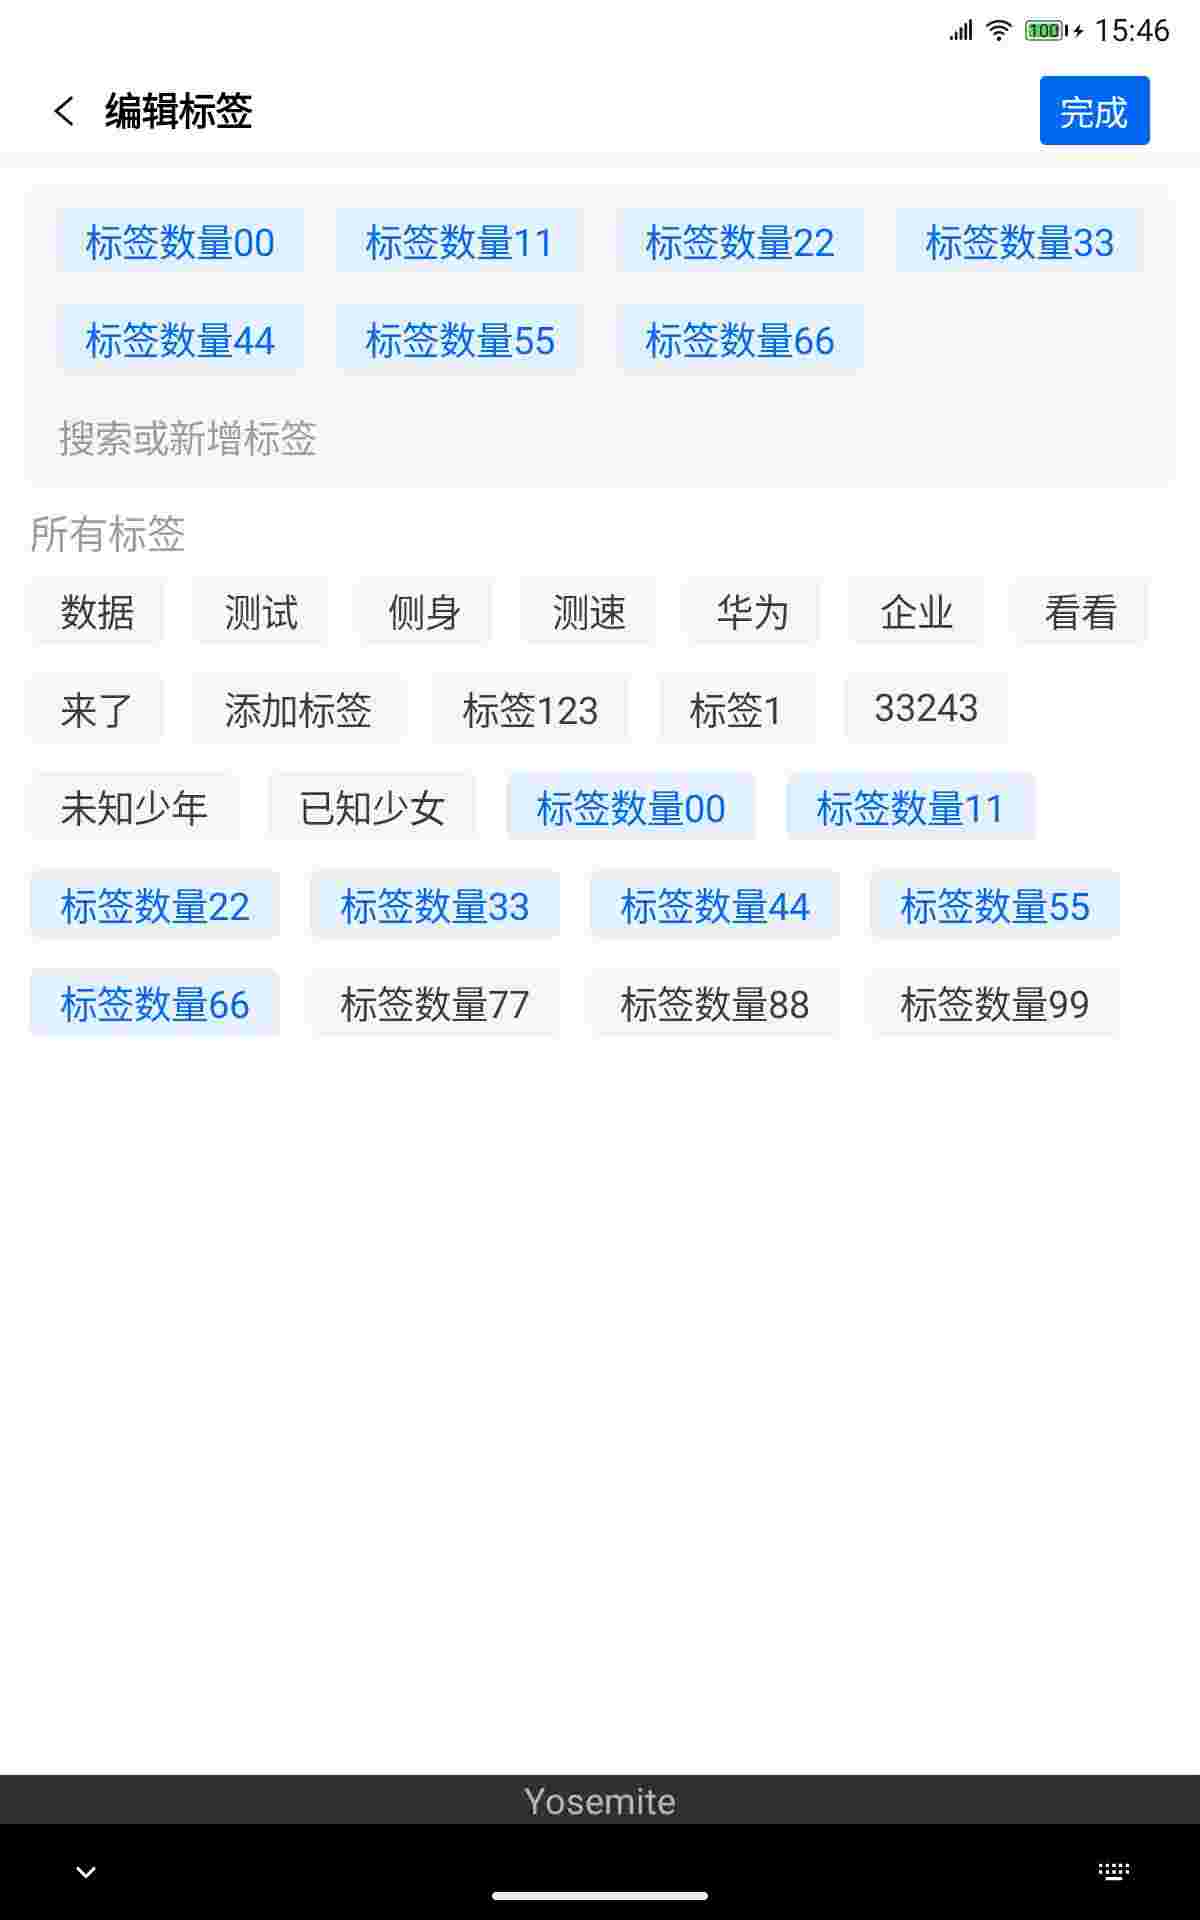 100 15:46
编辑标签 完成
标签数量00 标签数量11 标签数量22 标签数量33
标签数量44 标签数量55 标签数量66
搜索或新增标签
所有标签
数据 测试 侧身 测速 华为 企业 看看
来了 添加标签 标签123 标签1 33243
未知少年 已知少女 标签数量00 标签数量11
标签数量22 标签数量33 标签数量44 标签数量55
标签数量66 标签数量77 标签数量88 标签数量99
Yosemite